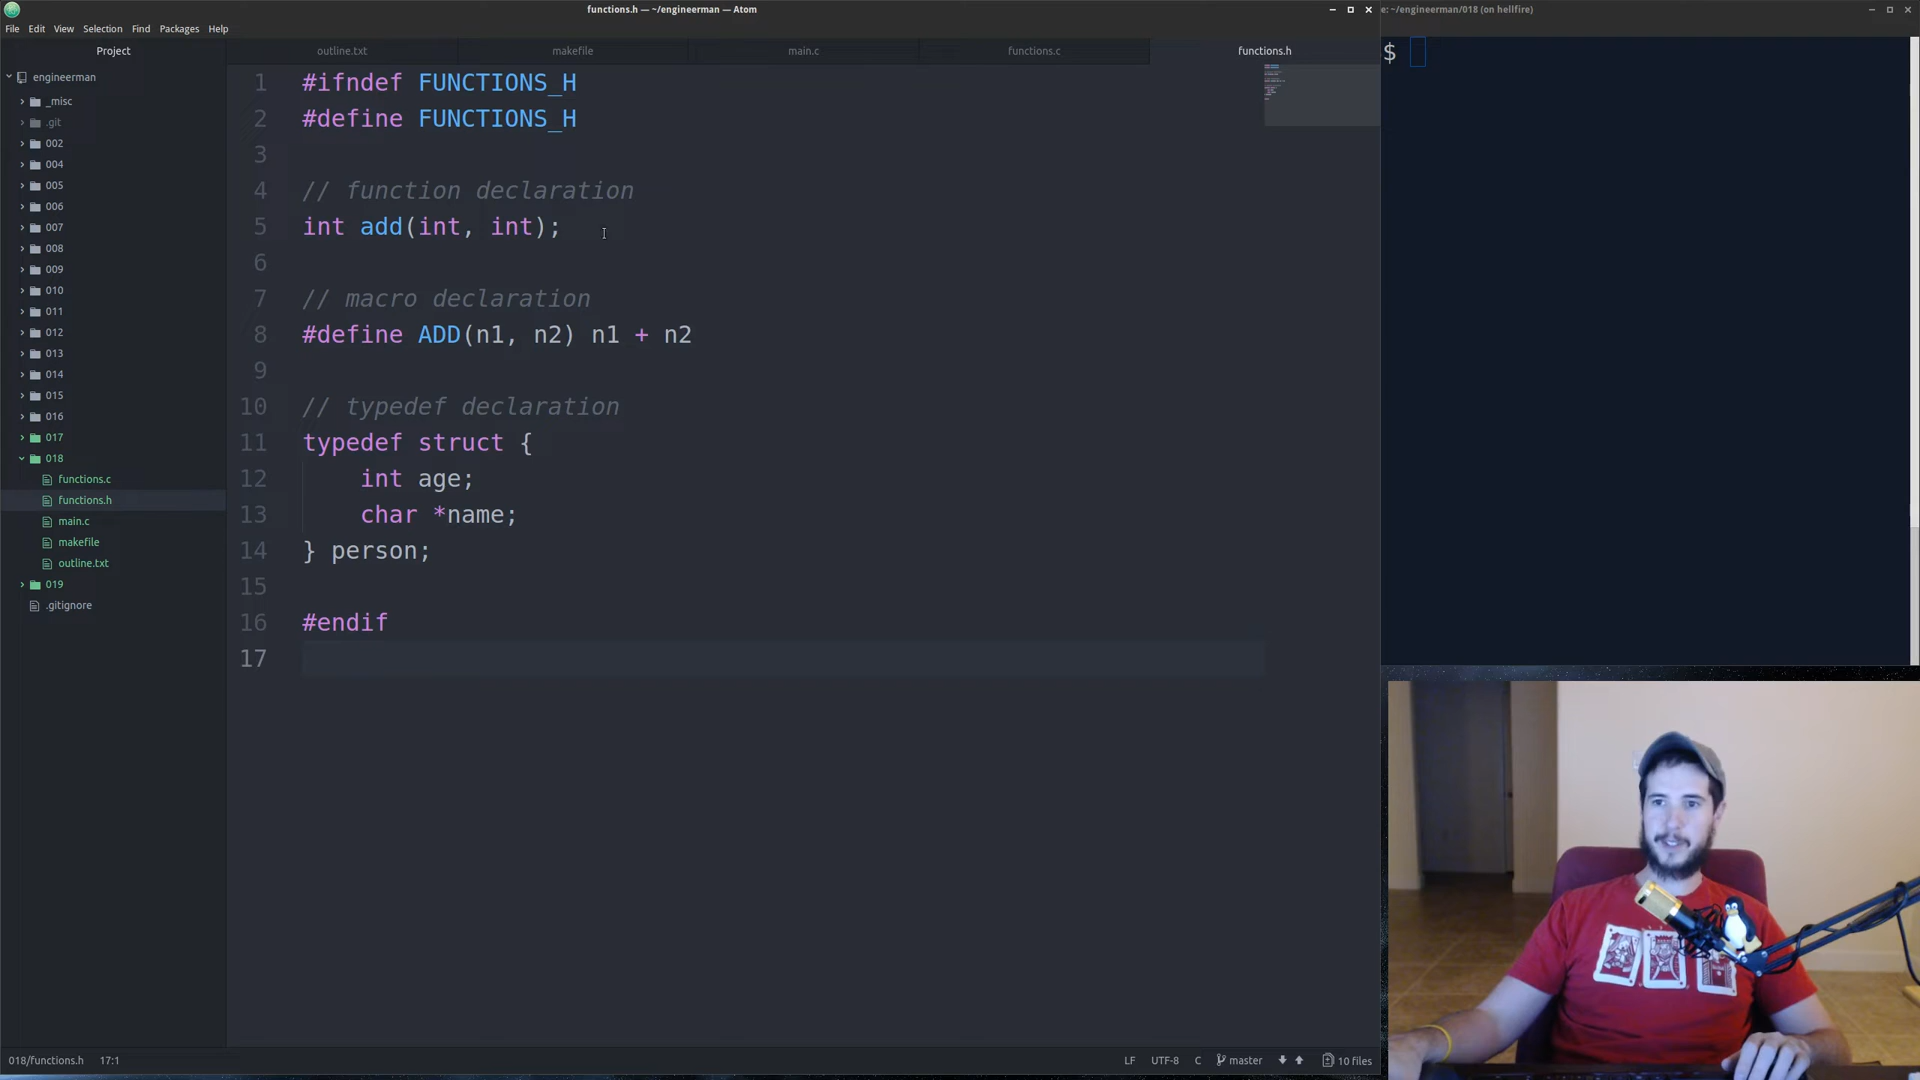 functions.h — ~/engineerman — Atom
e: ~/engineerman/018 (on hellfire)
File Edit View Selection Find Packages Help
Project
outline.txt makefile main.c functions.c functions.h
engineerman
_misc
.git
002
004
005
006
007
008
009
010
011
012
013
014
015
016
017
018
functions.c
functions.h
main.c
makefile
outline.txt
019
.gitignore
1 #ifndef FUNCTIONS_H
2 #define FUNCTIONS_H
3
4 // function declaration
5 int add(int, int);
6
7 // macro declaration
8 #define ADD(n1, n2) n1 + n2
9
10 // typedef declaration
11 typedef struct {
12 int age;
13 char *name;
14 } person;
15
16 #endif
17
$
018/functions.h 17:1
LF UTF-8 C master 10 files